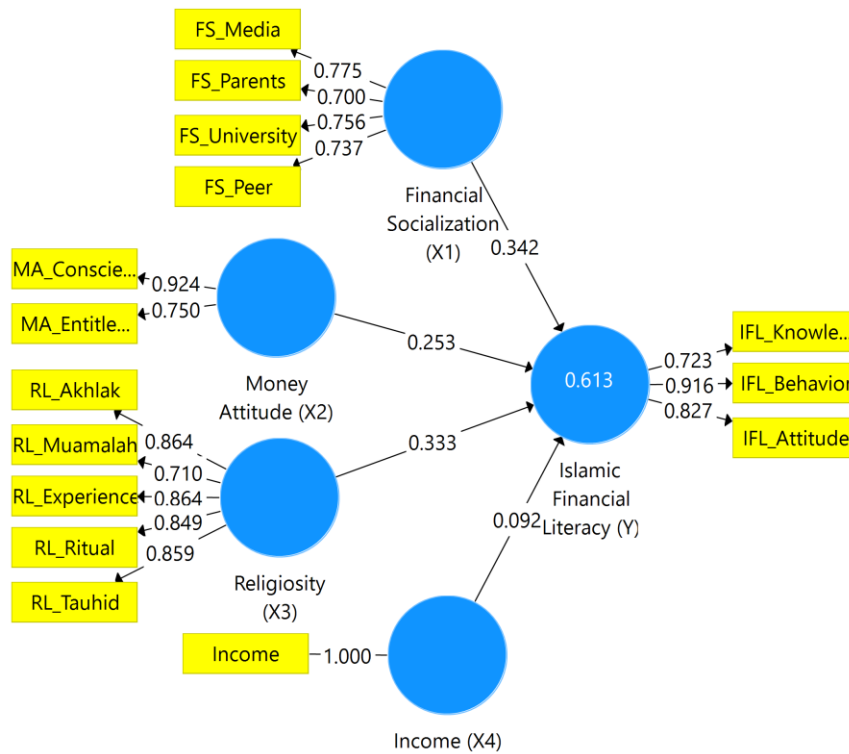 FS_Media
0.775
FS_Parents
0.700
FS_University
0.756
FS_Peer
0.737
Financial
Socialization
(X1)
0.342
MA_Conscie...
0.924
MA_Entitle...
0.750
Money
Attitude (X2)
0.253
RL_Akhlak
0.864
RL_Muamalah
0.710
RL_Experience
0.864
RL_Ritual
0.849
RL_Tauhid
0.859
Religiosity
(X3)
0.333
Income
1.000
Income (X4)
0.092
0.613
Islamic
Financial
Literacy (Y)
IFL_Knowle...
0.723
IFL_Behavior
0.916
IFL_Attitude
0.827